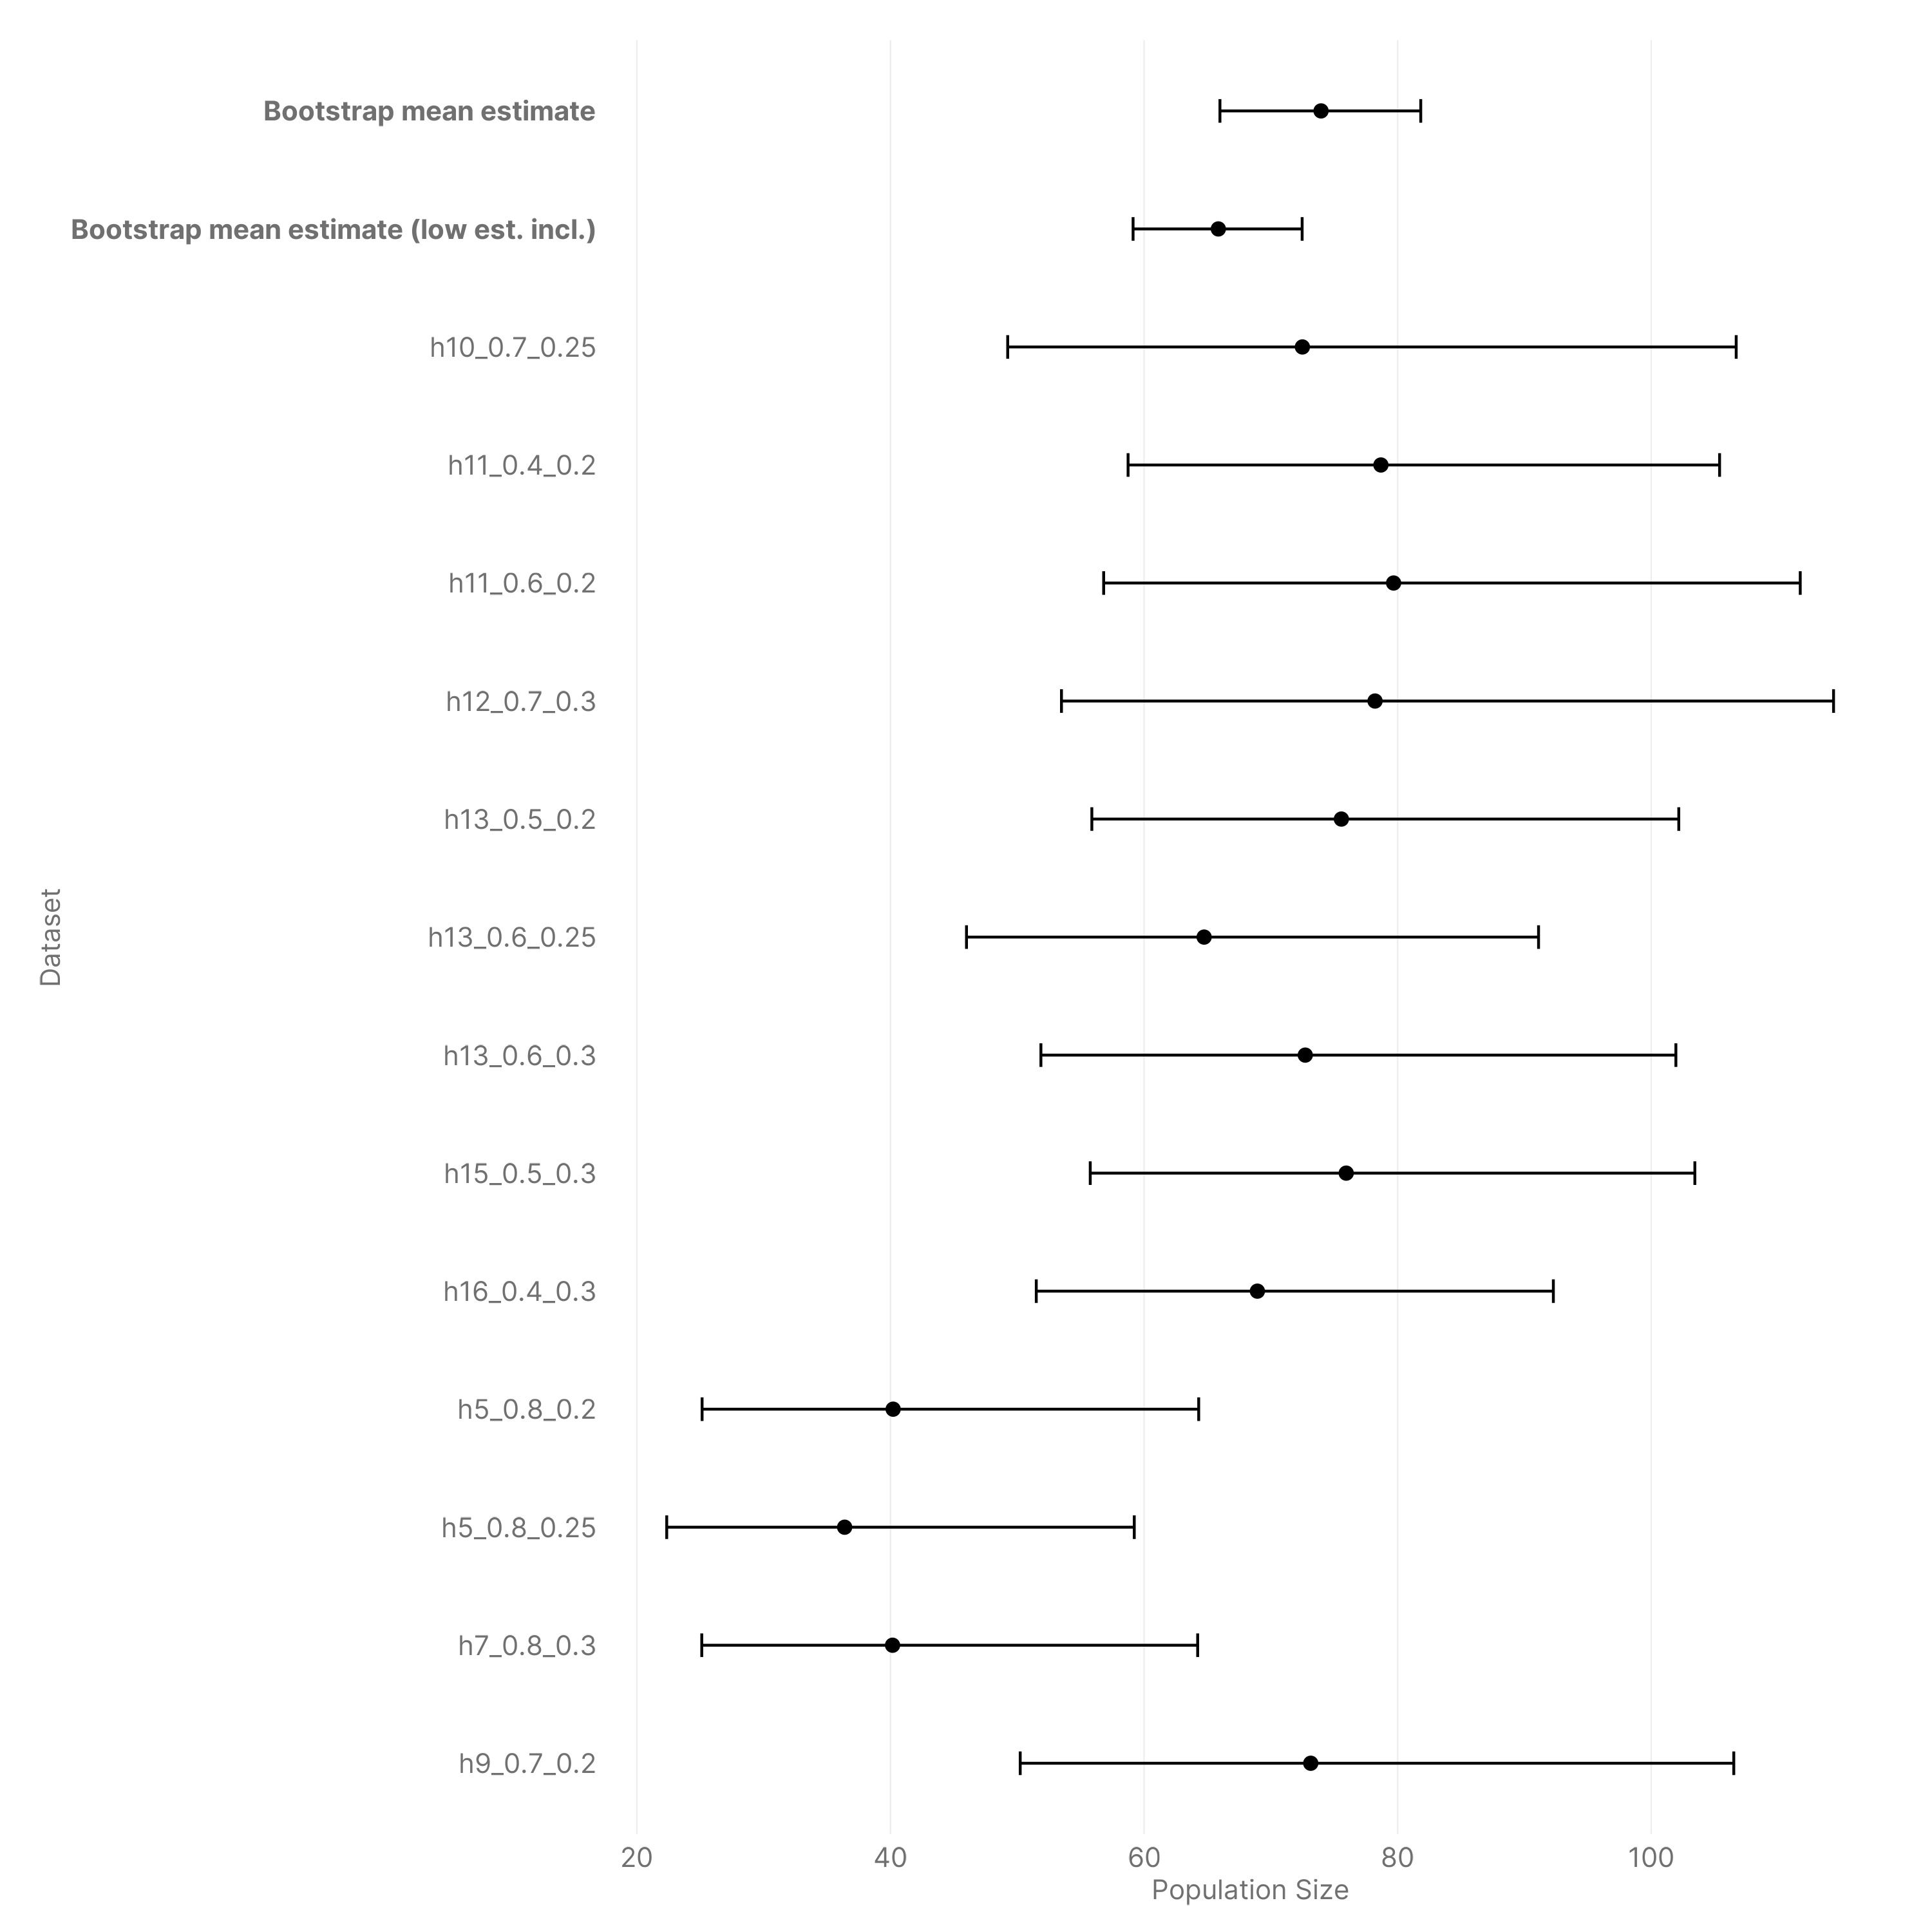 Bootstrap mean estimate
Bootstrap mean estimate (low est. incl.)
h10_0.7_0.25
h11_0.4_0.2
h11_0.6_0.2
h12_0.7_0.3
h13_0.5_0.2
h13_0.6_0.25
h13_0.6_0.3
h15_0.5_0.3
h16_0.4_0.3
h5_0.8_0.2
h5_0.8_0.25
h7_0.8_0.3
h9_0.7_0.2
Dataset
20 40 60 80 100
Population Size